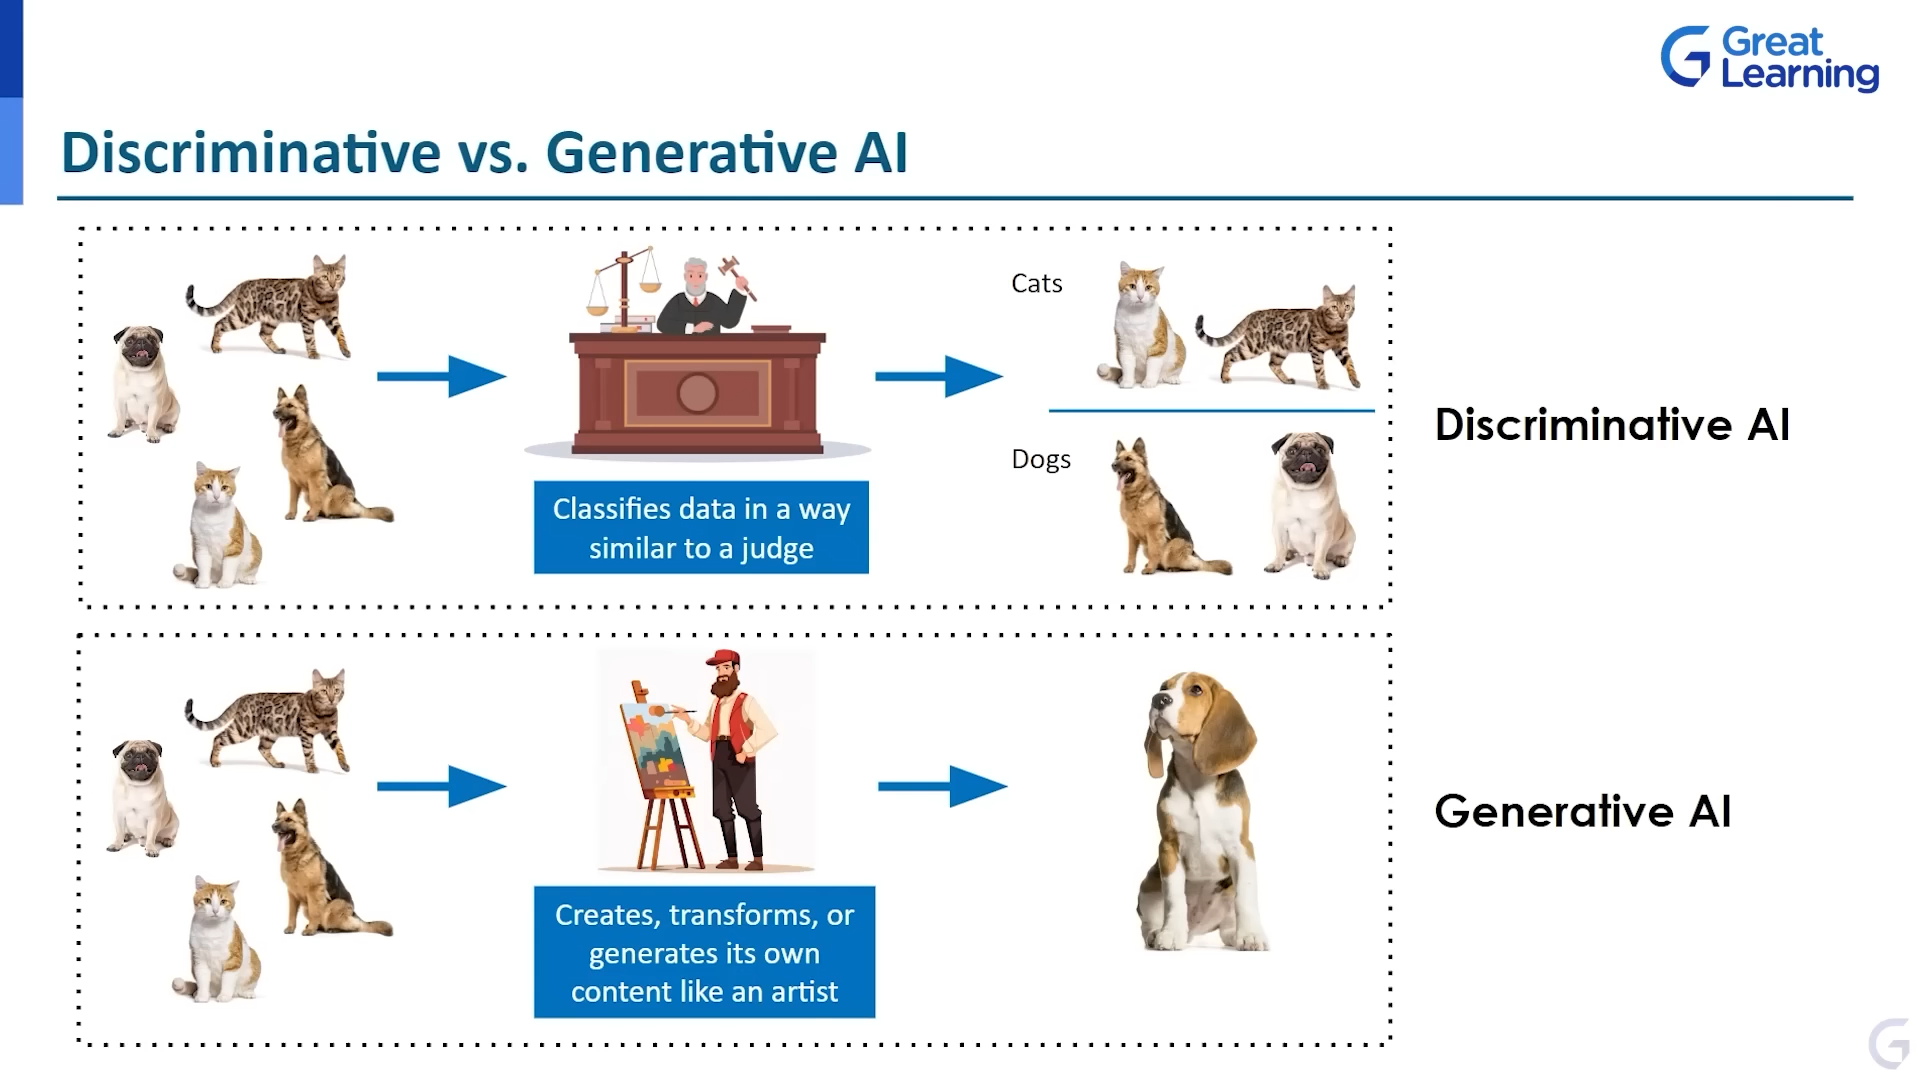 Great
Learning
Discriminative vs. Generative AI
Cats
Dogs
Classifies data in a way
similar to a judge
Discriminative AI
Creates, transforms, or
generates its own
content like an artist
Generative AI